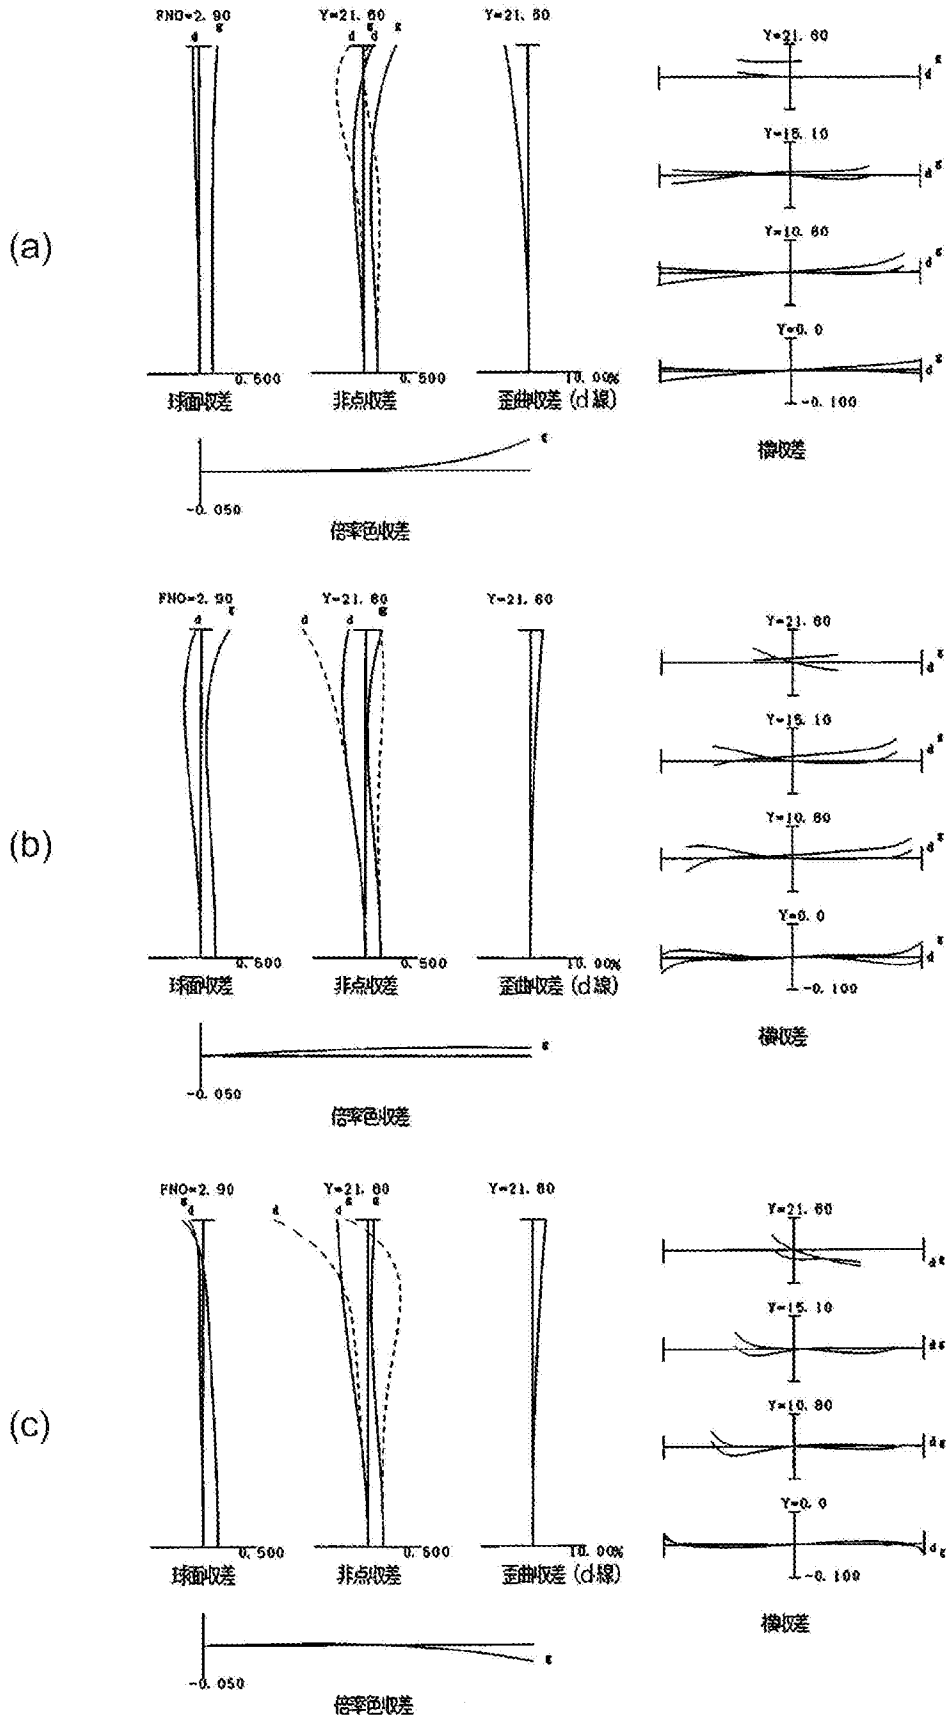 (a)
FNO=2.90
Y=21.60
Y=21.60
d g
d g d g
0.500
0.500
10.00%
球面収差
非点収差
歪曲収差(d線)
g
-0.050
倍率色収差
Y=21.60
d g
Y=15.10
d g
Y=10.80
d g
Y=0.0
d g
-0.100
横収差
(b)
FNO=2.90
Y=21.60
Y=21.60
d g
d d g
0.500
0.500
10.00%
球面収差
非点収差
歪曲収差(d線)
g
-0.050
倍率色収差
Y=21.60
d g
Y=15.10
d g
Y=10.80
d g
Y=0.0
d g
-0.100
横収差
(c)
FNO=2.90
Y=21.60
Y=21.60
g d
d d g g
0.500
0.500
10.00%
球面収差
非点収差
歪曲収差(d線)
g
-0.050
倍率色収差
Y=21.60
d g
Y=15.10
d g
Y=10.80
d g
Y=0.0
d g
-0.100
横収差